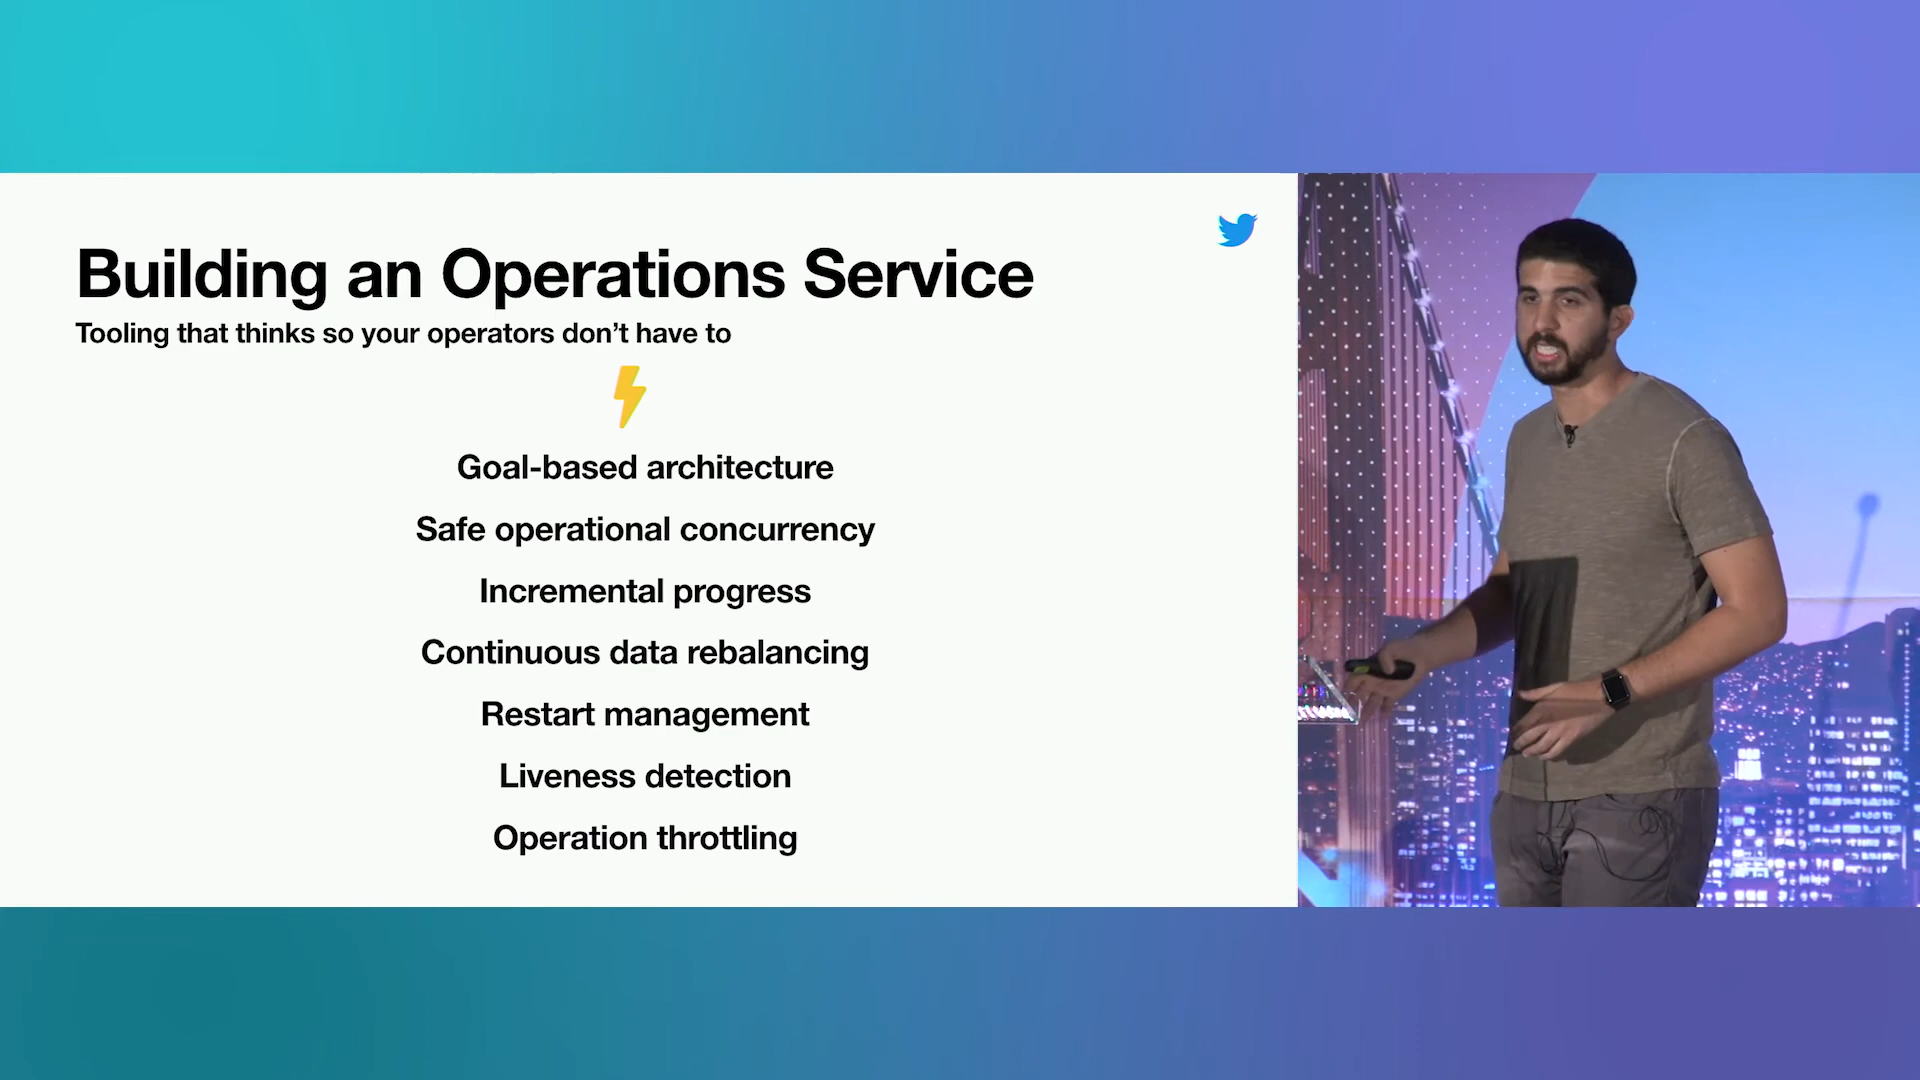 Building an Operations Service
Tooling that thinks so your operators don’t have to
Goal-based architecture
Safe operational concurrency
Incremental progress
Continuous data rebalancing
Restart management
Liveness detection
Operation throttling